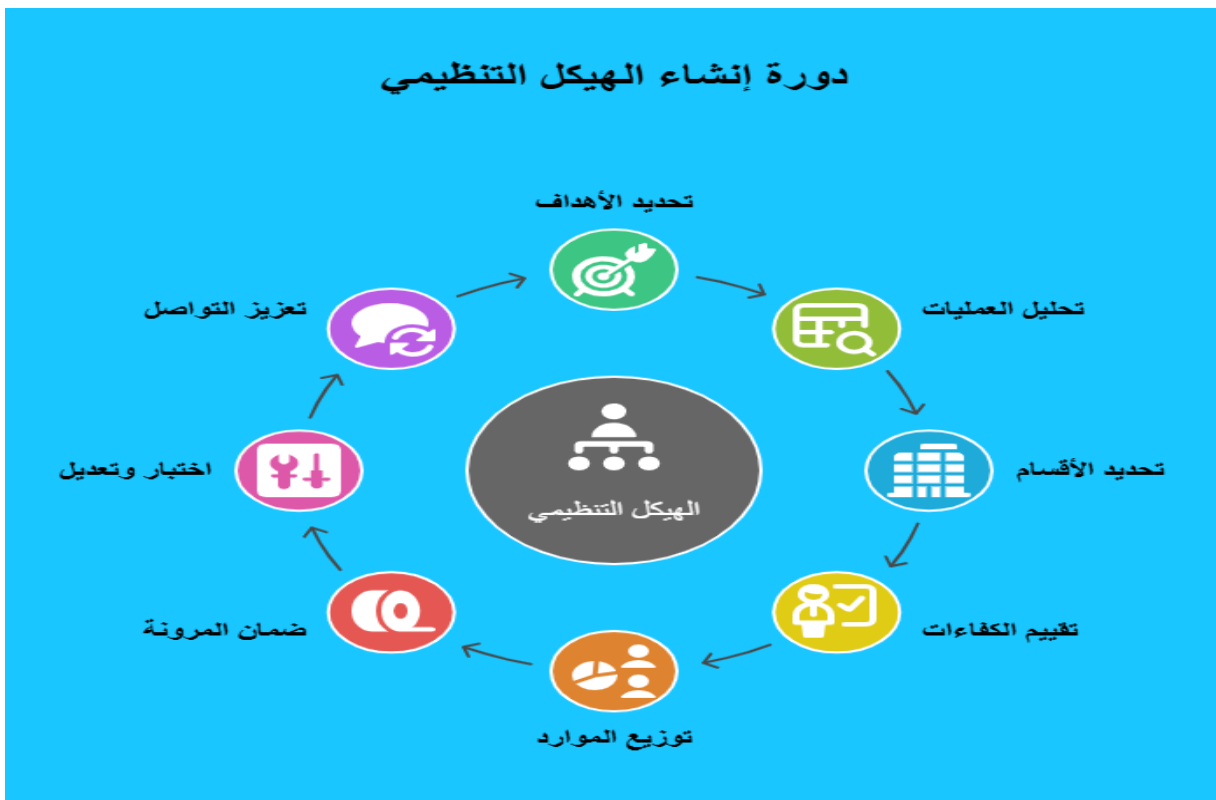 دورة إنشاء الهيكل التنظيمي
تحديد الأهداف
تحليل العمليات
تحديد الأقسام
تقييم الكفاءات
توزيع الموارد
ضمان المرونة
اختبار وتعديل
تعزيز التواصل
الهيكل التنظيمي